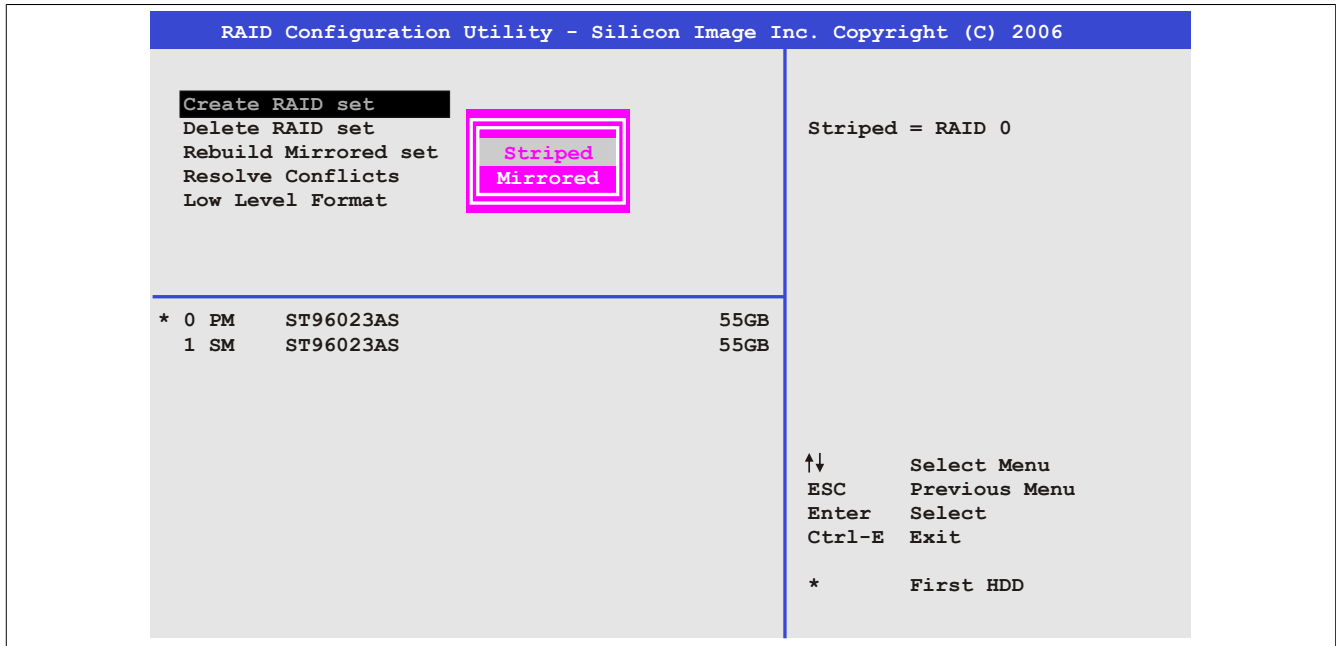 RAID Configuration Utility - Silicon Image Inc. Copyright (C) 2006
Create RAID set
Delete RAID set
Rebuild Mirrored set
Resolve Conflicts
Low Level Format
Striped
Mirrored
Striped = RAID 0
* 0 PM ST96023AS 55GB
1 SM ST96023AS 55GB
↑↓ Select Menu
ESC Previous Menu
Enter Select
Ctrl-E Exit
* First HDD